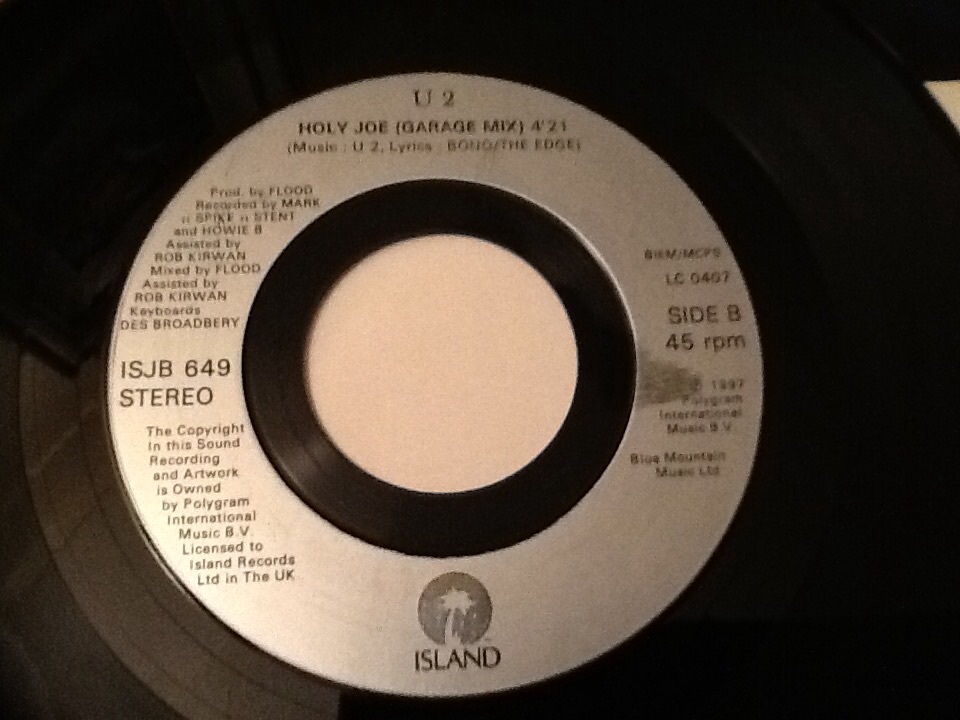 U 2
HOLY JOE (GARAGE MIX) 4'21
(Music : U 2, Lyrics : BONO/THE EDGE)
Prod. by FLOOD
Recorded by MARK
« SPIKE » STENT
and HOWIE B
Assisted by
ROB KIRWAN
Mixed by FLOOD
Assisted by
ROB KIRWAN
Keyboards
DES BROADBERY
ISJB 649
STEREO
The Copyright
in this Sound
Recording
and Artwork
is Owned
by Polygram
International
Music B.V.
Licensed to
Island Records
Ltd in The UK
BIEM/MCPS
LC 0407
SIDE B
45 rpm
℗ 1997
Polygram
International
Music B.V.
Blue Mountain
Music Ltd
ISLAND